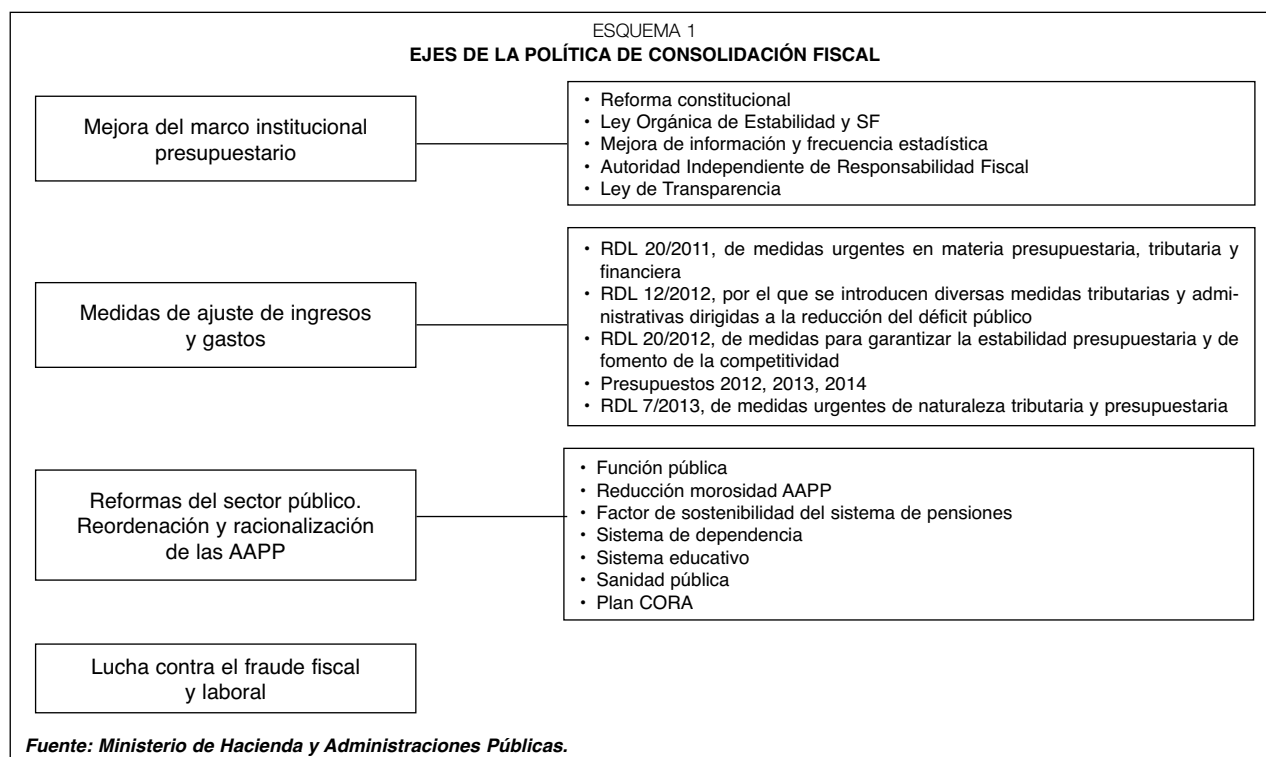 ESQUEMA 1
EJES DE LA POLÍTICA DE CONSOLIDACIÓN FISCAL
Mejora del marco institucional
presupuestario
• Reforma constitucional
• Ley Orgánica de Estabilidad y SF
• Mejora de información y frecuencia estadística
• Autoridad Independiente de Responsabilidad Fiscal
• Ley de Transparencia
Medidas de ajuste de ingresos
y gastos
• RDL 20/2011, de medidas urgentes en materia presupuestaria, tributaria y
financiera
• RDL 12/2012, por el que se introducen diversas medidas tributarias y admi-
nistrativas dirigidas a la reducción del déficit público
• RDL 20/2012, de medidas para garantizar la estabilidad presupuestaria y de
fomento de la competitividad
• Presupuestos 2012, 2013, 2014
• RDL 7/2013, de medidas urgentes de naturaleza tributaria y presupuestaria
Reformas del sector público.
Reordenación y racionalización
de las AAPP
• Función pública
• Reducción morosidad AAPP
• Factor de sostenibilidad del sistema de pensiones
• Sistema de dependencia
• Sistema educativo
• Sanidad pública
• Plan CORA
Lucha contra el fraude fiscal
y laboral
Fuente: Ministerio de Hacienda y Administraciones Públicas.